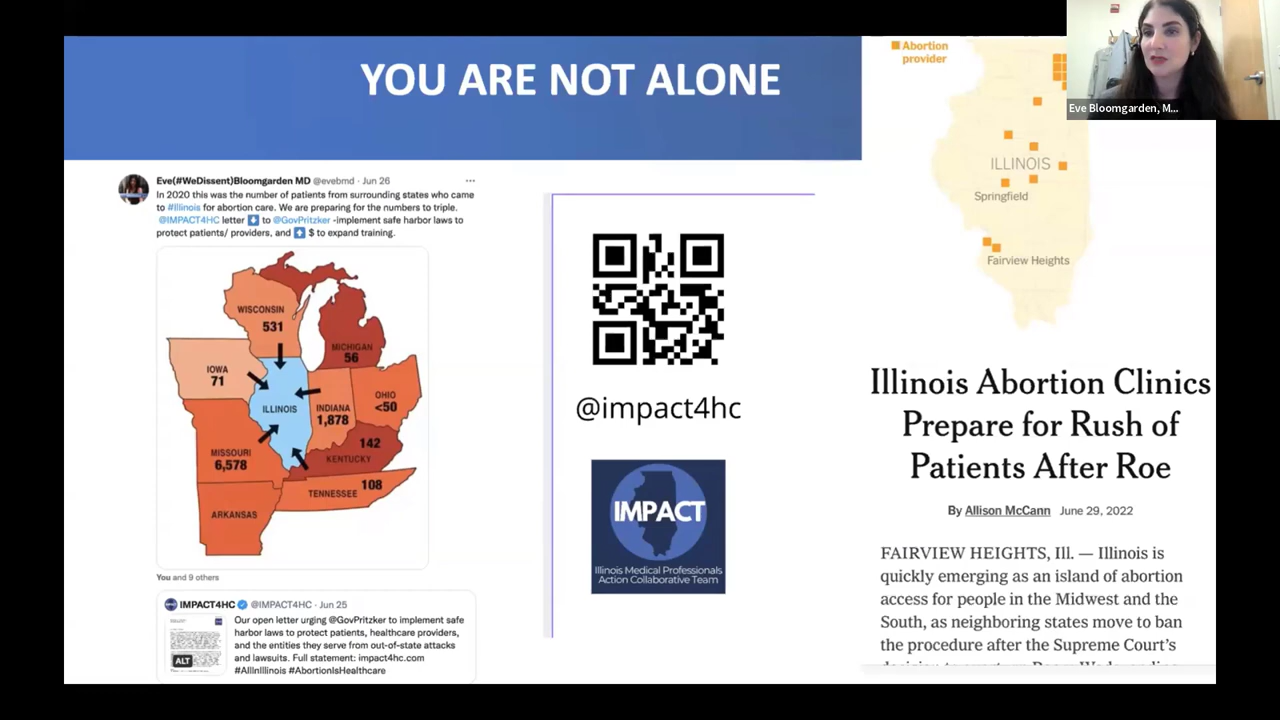 YOU ARE NOT ALONE
Eve(#WeDissent)Bloomgarden MD @evebmd · Jun 26
In 2020 this was the number of patients from surrounding states who came
to #Illinois for abortion care. We are preparing for the numbers to triple.
@IMPACT4HC letter ⬇ to @GovPritzker -implement safe harbor laws to
protect patients/ providers, and ⬆ $ to expand training.
WISCONSIN
531
MICHIGAN
56
IOWA
71
ILLINOIS
INDIANA
1,878
OHIO
<50
MISSOURI
6,578
142
KENTUCKY
108
TENNESSEE
ARKANSAS
You and 9 others
IMPACT4HC @IMPACT4HC · Jun 25
Our open letter urging @GovPritzker to implement safe
harbor laws to protect patients, healthcare providers,
and the entities they serve from out-of-state attacks
and lawsuits. Full statement: impact4hc.com
#AllInIllinois #AbortionIsHealthcare
ALT
@impact4hc
IMPACT
Illinois Medical Professionals
Action Collaborative Team
Abortion
provider
ILLINOIS
Springfield
Fairview Heights
Illinois Abortion Clinics
Prepare for Rush of
Patients After Roe
By Allison McCann June 29, 2022
FAIRVIEW HEIGHTS, Ill. — Illinois is
quickly emerging as an island of abortion
access for people in the Midwest and the
South, as neighboring states move to ban
the procedure after the Supreme Court's
Eve Bloomgarden, M...